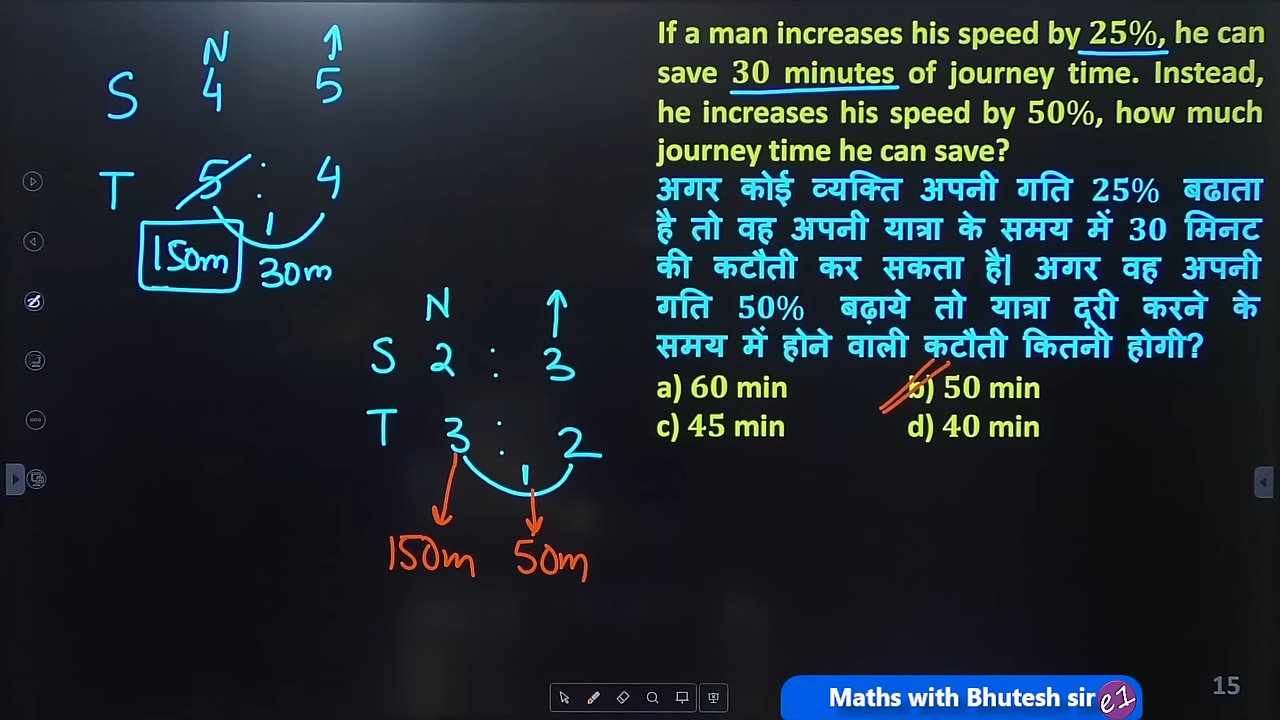 N ↑
S 4 5
T 5 : 4
1
150m 30m
N ↑
S 2 : 3
T 3 : 2
1
150m 50m
If a man increases his speed by 25%, he can
save 30 minutes of journey time. Instead,
he increases his speed by 50%, how much
journey time he can save?
अगर कोई व्यक्ति अपनी गति 25% बढाता
है तो वह अपनी यात्रा के समय में 30 मिनट
की कटौती कर सकता है| अगर वह अपनी
गति 50% बढ़ाये तो यात्रा दूरी करने के
समय में होने वाली कटौती कितनी होगी?
a) 60 min b) 50 min
c) 45 min d) 40 min
Maths with Bhutesh sir e1
15